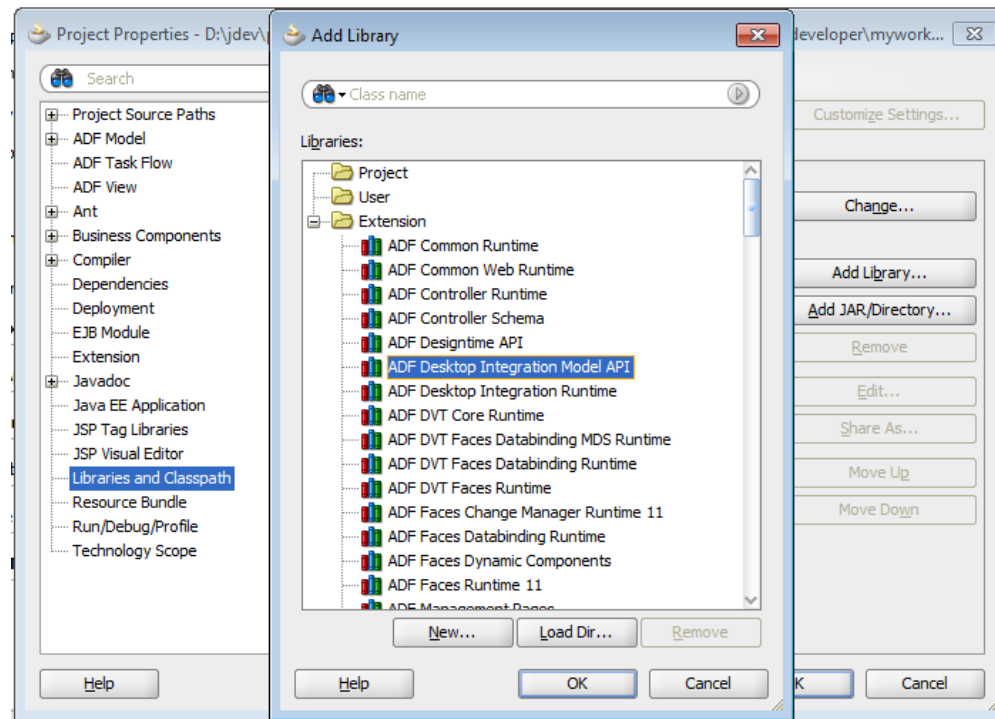 Project Properties - D:\jdev\
Search
Project Source Paths
ADF Model
ADF Task Flow
ADF View
Ant
Business Components
Compiler
Dependencies
Deployment
EJB Module
Extension
Javadoc
Java EE Application
JSP Tag Libraries
JSP Visual Editor
Libraries and Classpath
Resource Bundle
Run/Debug/Profile
Technology Scope
Help
Add Library
Class name
Libraries:
Project
User
Extension
ADF Common Runtime
ADF Common Web Runtime
ADF Controller Runtime
ADF Controller Schema
ADF Designtime API
ADF Desktop Integration Model API
ADF Desktop Integration Runtime
ADF DVT Core Runtime
ADF DVT Faces Databinding MDS Runtime
ADF DVT Faces Databinding Runtime
ADF DVT Faces Runtime
ADF Faces Change Manager Runtime 11
ADF Faces Databinding Runtime
ADF Faces Dynamic Components
ADF Faces Runtime 11
ADF Management Pages
New... Load Dir... Remove
Help OK Cancel
developer\mywork...
Customize Settings...
Change...
Add Library...
Add JAR/Directory...
Remove
Edit...
Share As...
Move Up
Move Down
K Cancel